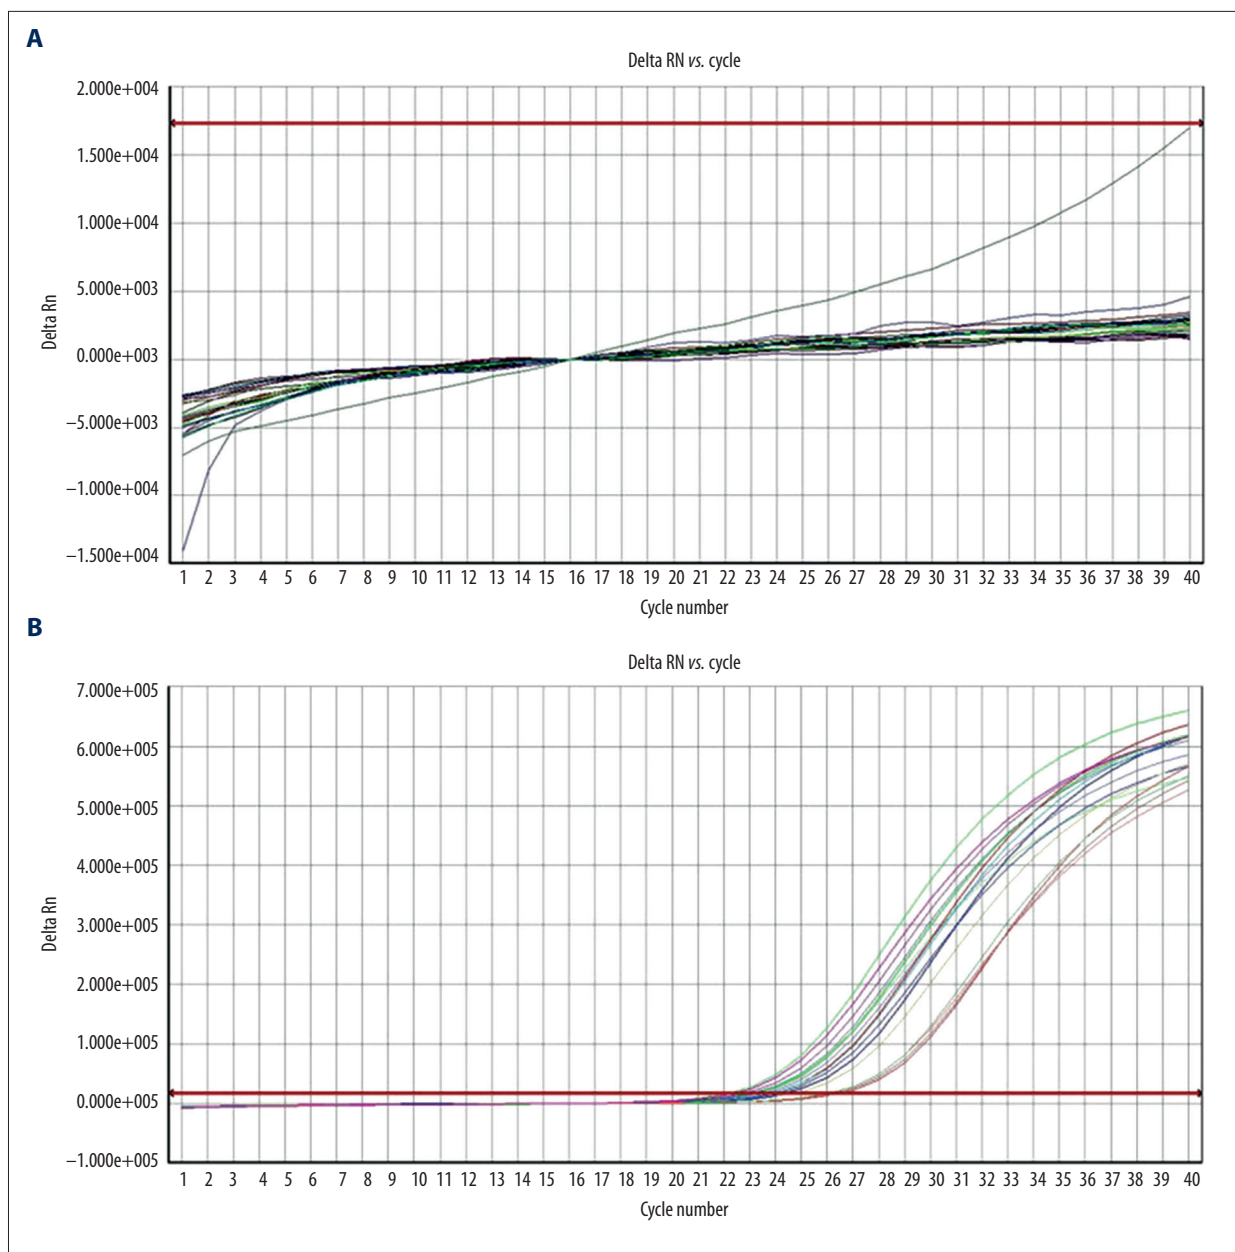 A
Delta RN vs. cycle
2.000e+004
1.500e+004
1.000e+004
5.000e+003
0.000e+003
−5.000e+003
−1.000e+004
−1.500e+004
Delta Rn
1 2 3 4 5 6 7 8 9 10 11 12 13 14 15 16 17 18 19 20 21 22 23 24 25 26 27 28 29 30 31 32 33 34 35 36 37 38 39 40
Cycle number
B
Delta RN vs. cycle
7.000e+005
6.000e+005
5.000e+005
4.000e+005
3.000e+005
2.000e+005
1.000e+005
0.000e+005
−1.000e+005
Delta Rn
1 2 3 4 5 6 7 8 9 10 11 12 13 14 15 16 17 18 19 20 21 22 23 24 25 26 27 28 29 30 31 32 33 34 35 36 37 38 39 40
Cycle number